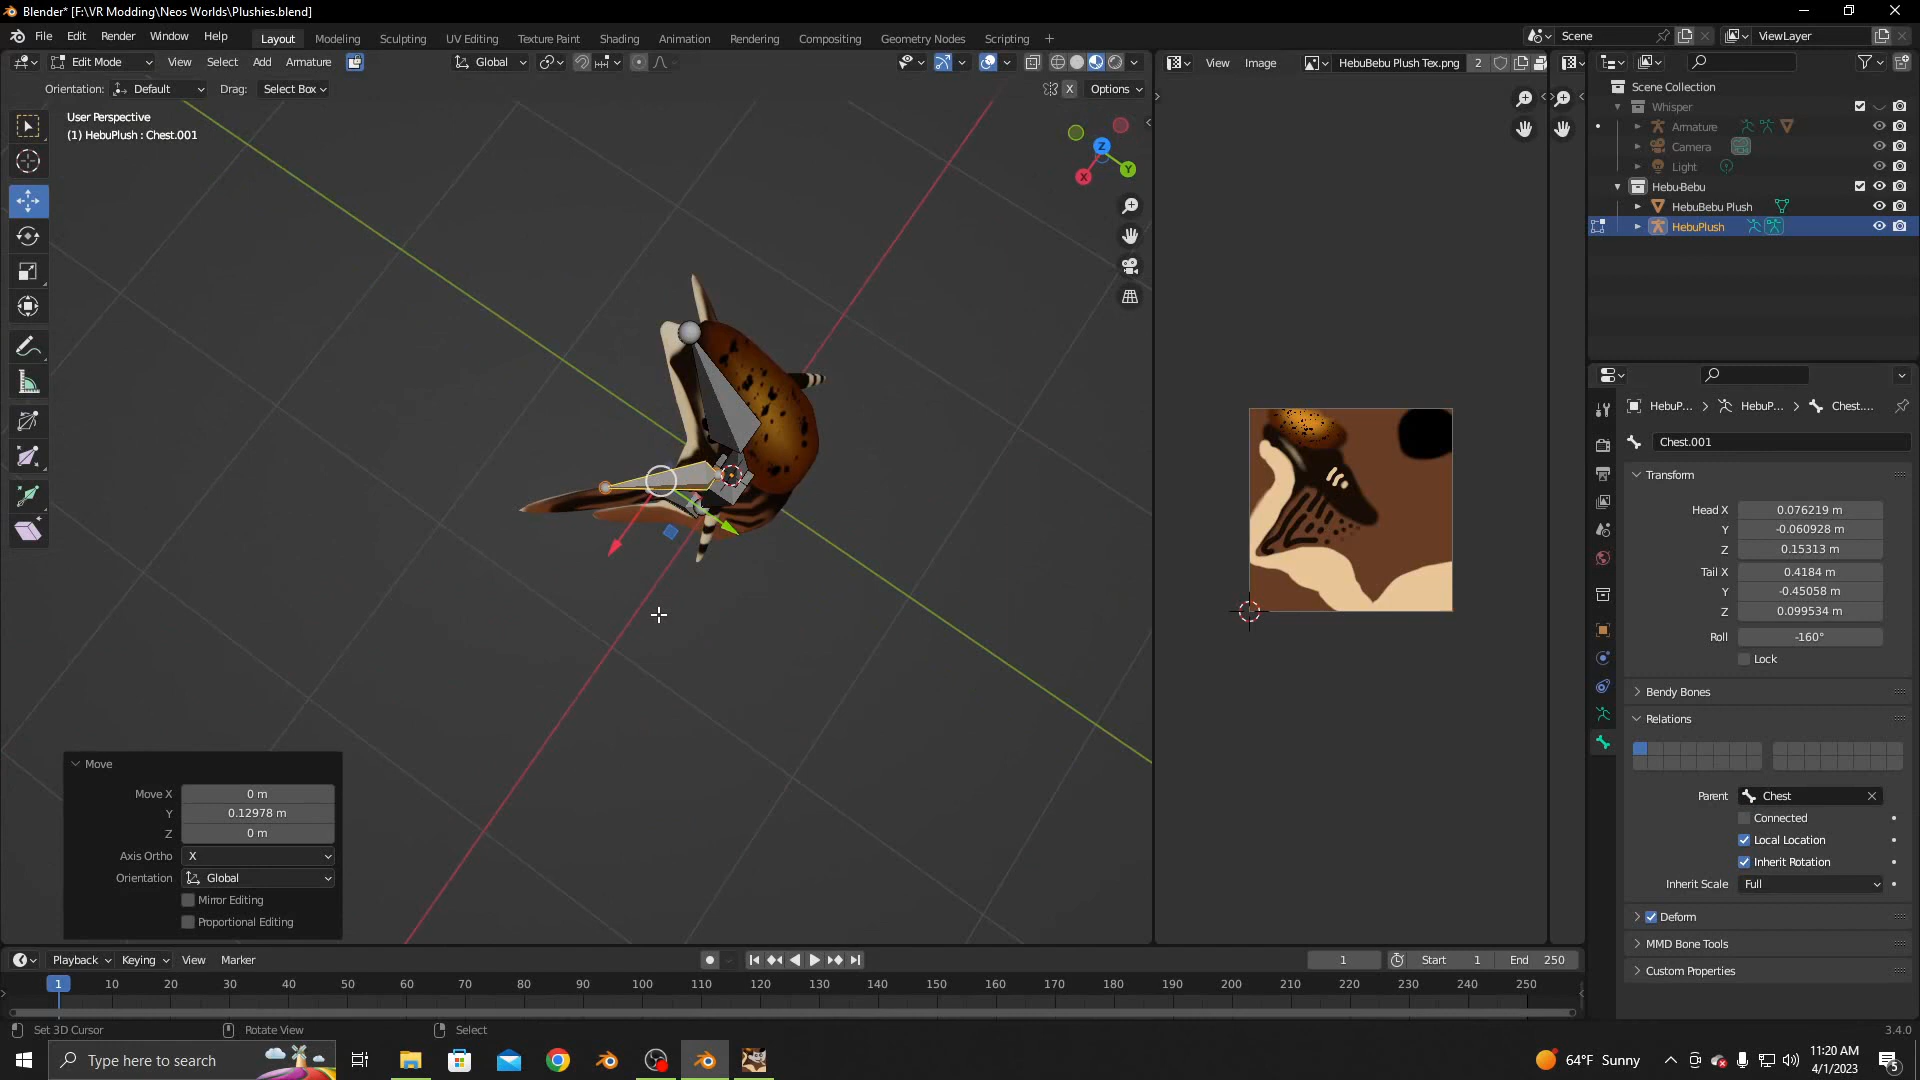 Blender* [F:\VR Modding\Neos Worlds\Plushies.blend]
File Edit Render Window Help Layout Modeling Sculpting UV Editing Texture Paint Shading Animation Rendering Compositing Geometry Nodes Scripting + Scene ViewLayer
Edit Mode View Select Add Armature Global View Image HebuBebu Plush Tex.png 2
Orientation: Default Drag: Select Box X Options
User Perspective
(1) HebuPlush : Chest.001
Z
Y
X
Scene Collection
Whisper
Armature
Camera
Light
Hebu-Bebu
HebuBebu Plush
HebuPlush
HebuP... HebuP... Chest....
Chest.001
Transform
Head X 0.076219 m
Y -0.060928 m
Z 0.15313 m
Tail X 0.4184 m
Y -0.45058 m
Z 0.099534 m
Roll -160°
Lock
Bendy Bones
Relations
Parent Chest
Connected
Local Location
Inherit Rotation
Inherit Scale Full
Deform
MMD Bone Tools
Custom Properties
Move
Move X 0 m
Y 0.12978 m
Z 0 m
Axis Ortho X
Orientation Global
Mirror Editing
Proportional Editing
Playback Keying View Marker 1 Start 1 End 250
1 10 20 30 40 50 60 70 80 90 100 110 120 130 140 150 160 170 180 190 200 210 220 230 240 250
Set 3D Cursor Rotate View Select 3.4.0
Type here to search 64°F Sunny 11:20 AM
4/1/2023 5